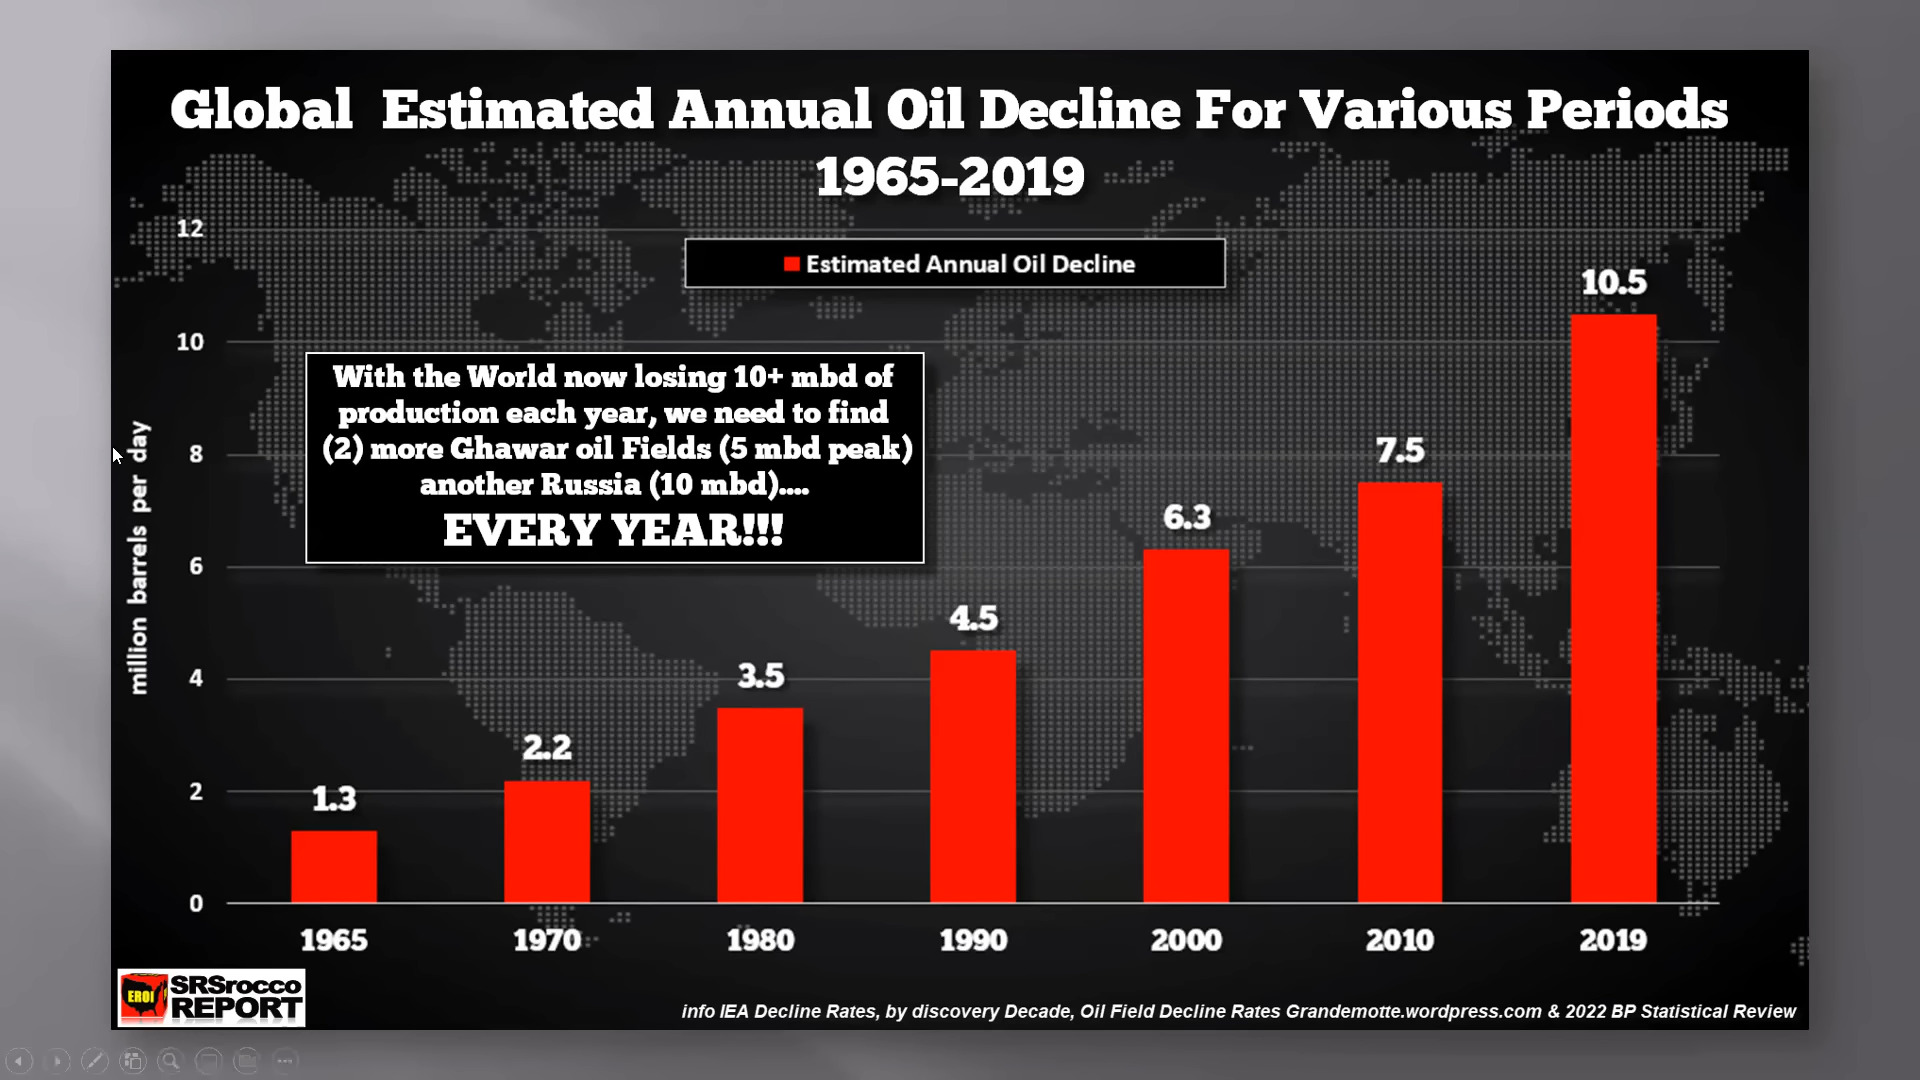 Global Estimated Annual Oil Decline For Various Periods
1965-2019
12
Estimated Annual Oil Decline
10.5
10
With the World now losing 10+ mbd of
production each year, we need to find
(2) more Ghawar oil Fields (5 mbd peak)
another Russia (10 mbd)....
EVERY YEAR!!!
million barrels per day
8
7.5
6.3
6
4.5
4
3.5
2.2
2
1.3
0
1965 1970 1980 1990 2000 2010 2019
EROI
SRSrocco
REPORT
info IEA Decline Rates, by discovery Decade, Oil Field Decline Rates Grandemotte.wordpress.com & 2022 BP Statistical Review